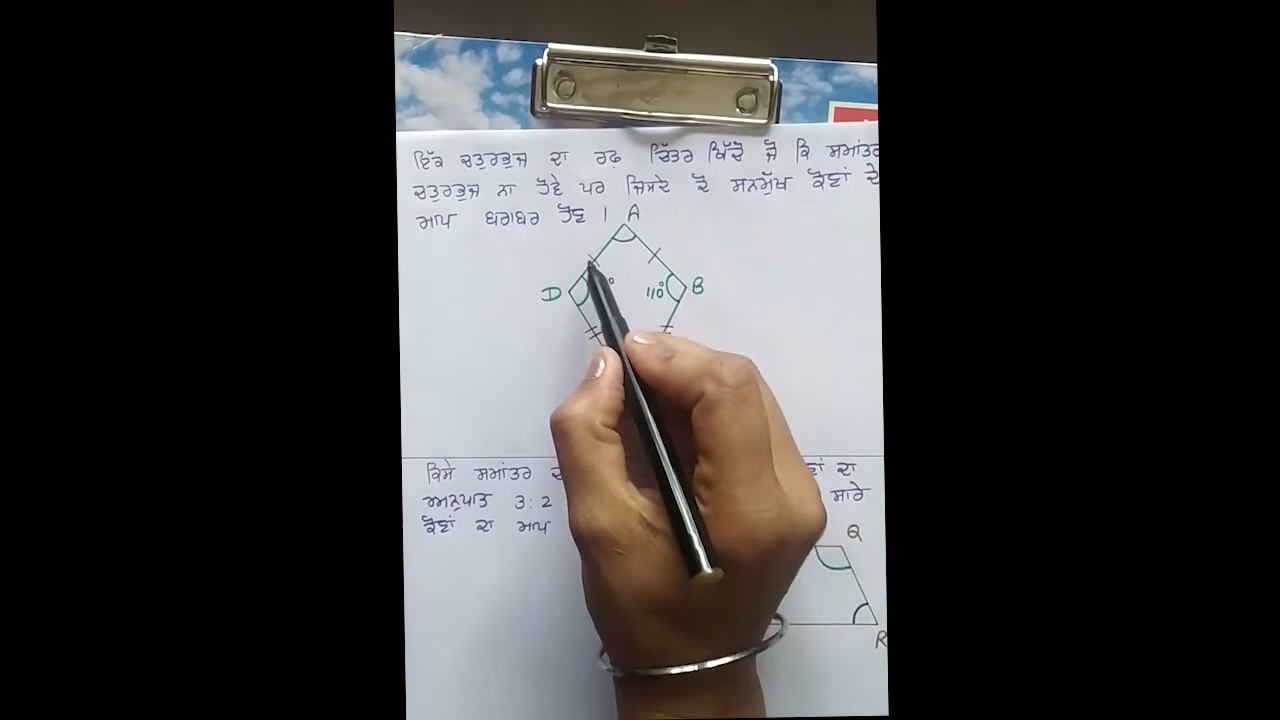 ਇੱਕ ਚਤੁਰਭੁਜ ਦਾ ਰਫ਼ ਚਿੱਤਰ ਖਿੱਚੋ ਜੋ ਕਿ ਸਮਾਂਤਰ
ਚਤੁਰਭੁਜ ਨਾ ਹੋਵੇ ਪਰ ਜਿਸਦੇ ਦੋ ਸਨਮੁੱਖ ਕੋਣਾਂ ਦੇ
ਮਾਪ ਬਰਾਬਰ ਹੋਣ ।
A
D 110° B
ਕਿਸੇ ਸਮਾਂਤਰ ਦਾ
ਅਨੁਪਾਤ 3:2 ਸਾਰੇ
ਕੋਣਾਂ ਦਾ ਮਾਪ
Q
R